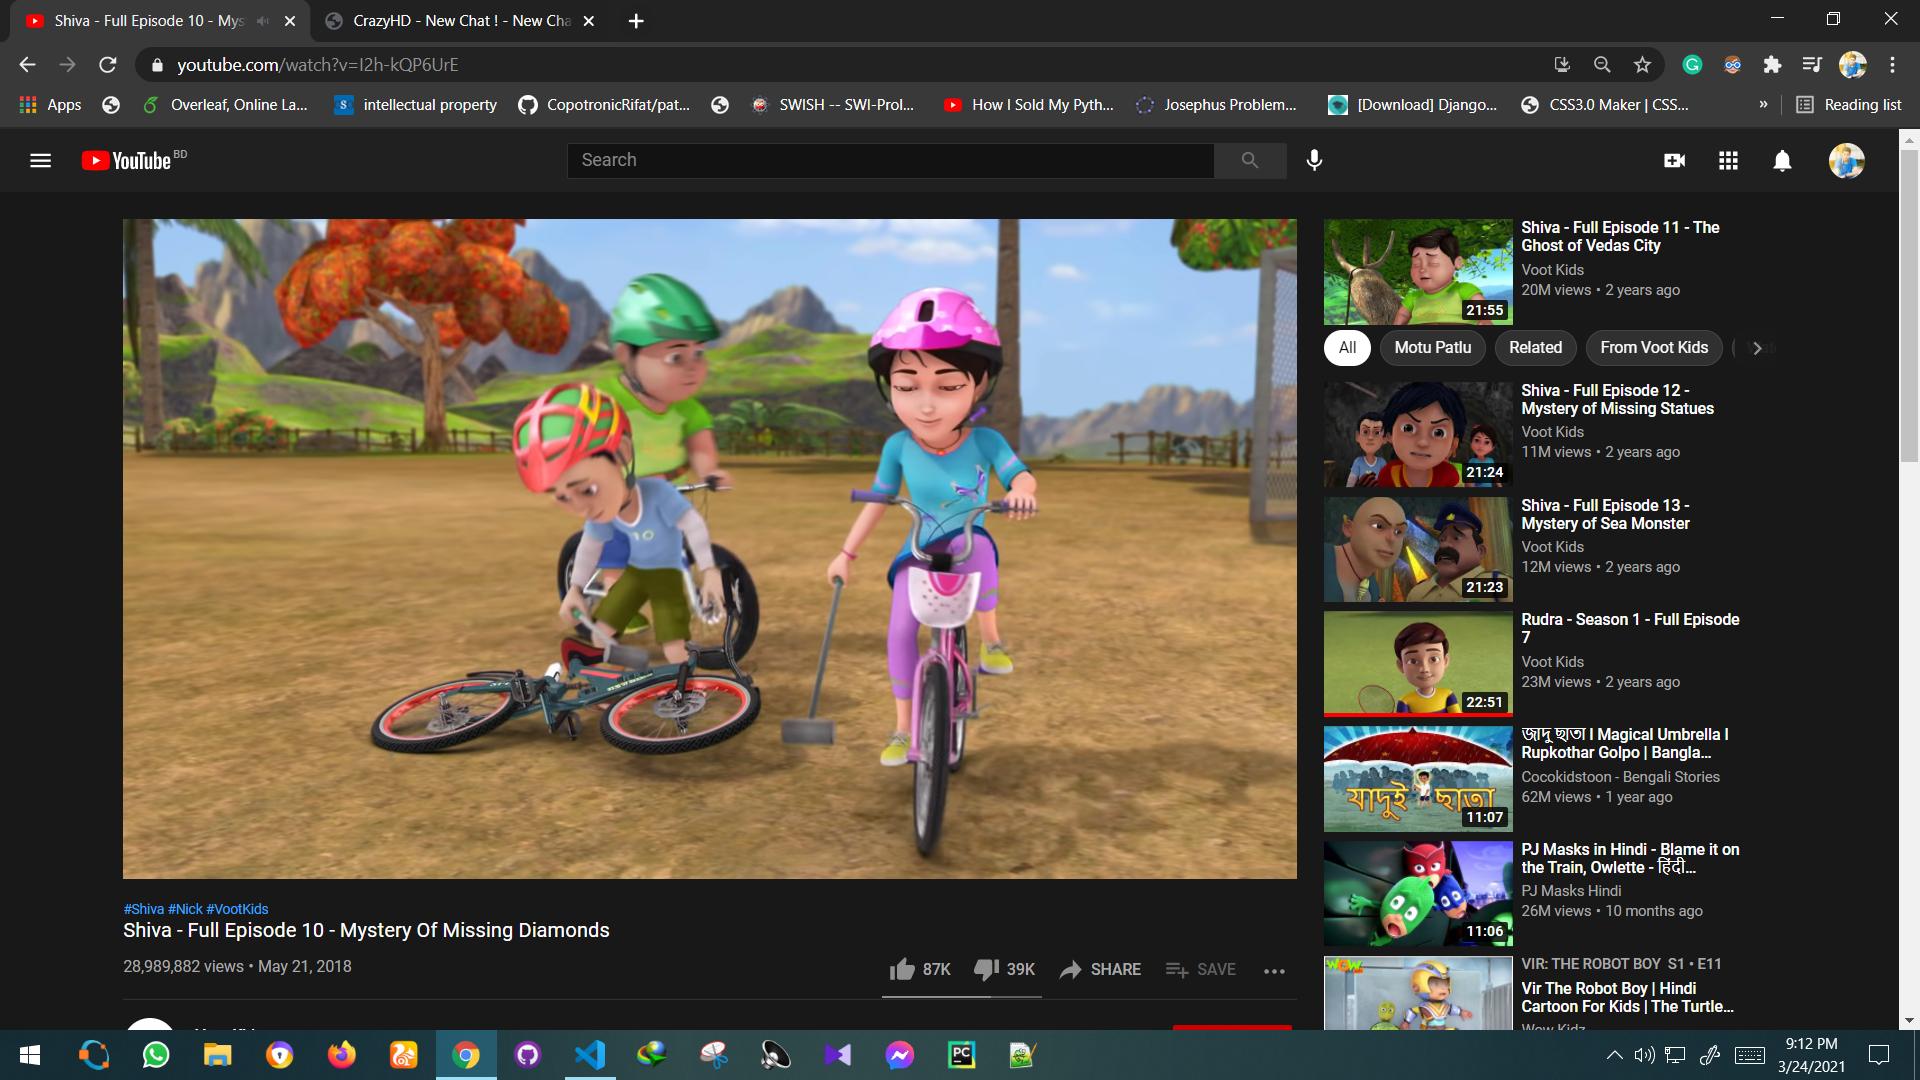 Shiva - Full Episode 10 - Mys
CrazyHD - New Chat ! - New Cha
youtube.com/watch?v=I2h-kQP6UrE
Apps
Overleaf, Online La...
intellectual property
CopotronicRifat/pat...
SWISH -- SWI-Prol...
How I Sold My Pyth...
Josephus Problem...
[Download] Django...
CSS3.0 Maker | CSS...
»
Reading list
YouTube BD
Search
Shiva - Full Episode 11 - The
Ghost of Vedas City
Voot Kids
20M views • 2 years ago
21:55
All
Motu Patlu
Related
From Voot Kids
Shiva - Full Episode 12 -
Mystery of Missing Statues
Voot Kids
11M views • 2 years ago
21:24
Shiva - Full Episode 13 -
Mystery of Sea Monster
Voot Kids
12M views • 2 years ago
21:23
Rudra - Season 1 - Full Episode
7
Voot Kids
23M views • 2 years ago
22:51
জাদু ছাতা l Magical Umbrella l
Rupkothar Golpo | Bangla...
Cocokidstoon - Bengali Stories
62M views • 1 year ago
যাদুই ছাতা
11:07
PJ Masks in Hindi - Blame it on
the Train, Owlette - हिंदी...
PJ Masks Hindi
26M views • 10 months ago
11:06
WOW
VIR: THE ROBOT BOY S1 • E11
Vir The Robot Boy | Hindi
Cartoon For Kids | The Turtle...
Wow Kidz
10
#Shiva #Nick #VootKids
Shiva - Full Episode 10 - Mystery Of Missing Diamonds
28,989,882 views • May 21, 2018
87K
39K
SHARE
SAVE
PC
9:12 PM
3/24/2021